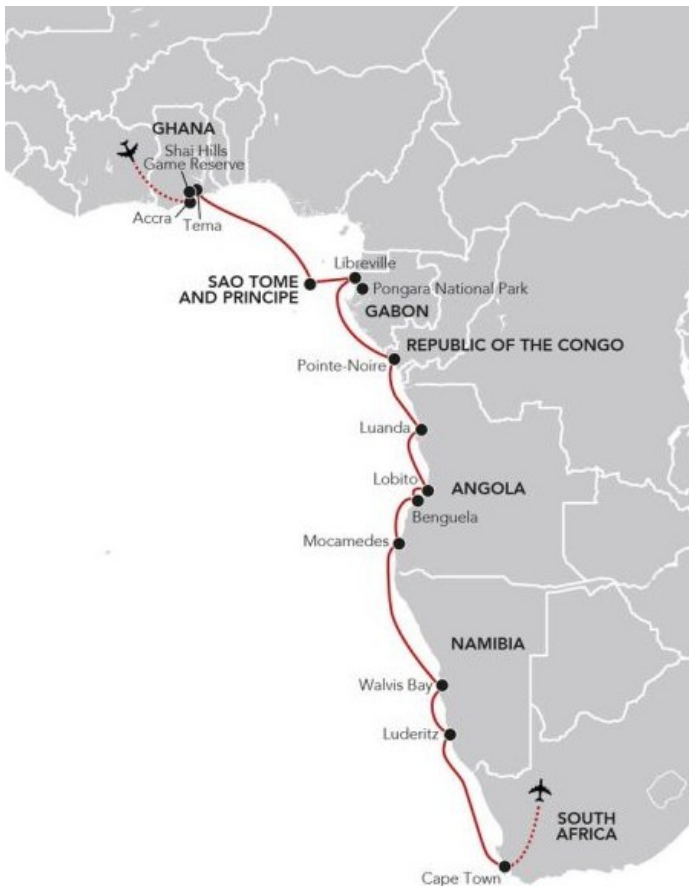 GHANA
Shai Hills
Game Reserve
Accra
Tema
Libreville
SAO TOME
AND PRINCIPE
Pongara National Park
GABON
REPUBLIC OF THE CONGO
Pointe-Noire
Luanda
Lobito
ANGOLA
Benguela
Mocamedes
NAMIBIA
Walvis Bay
Luderitz
SOUTH
AFRICA
Cape Town